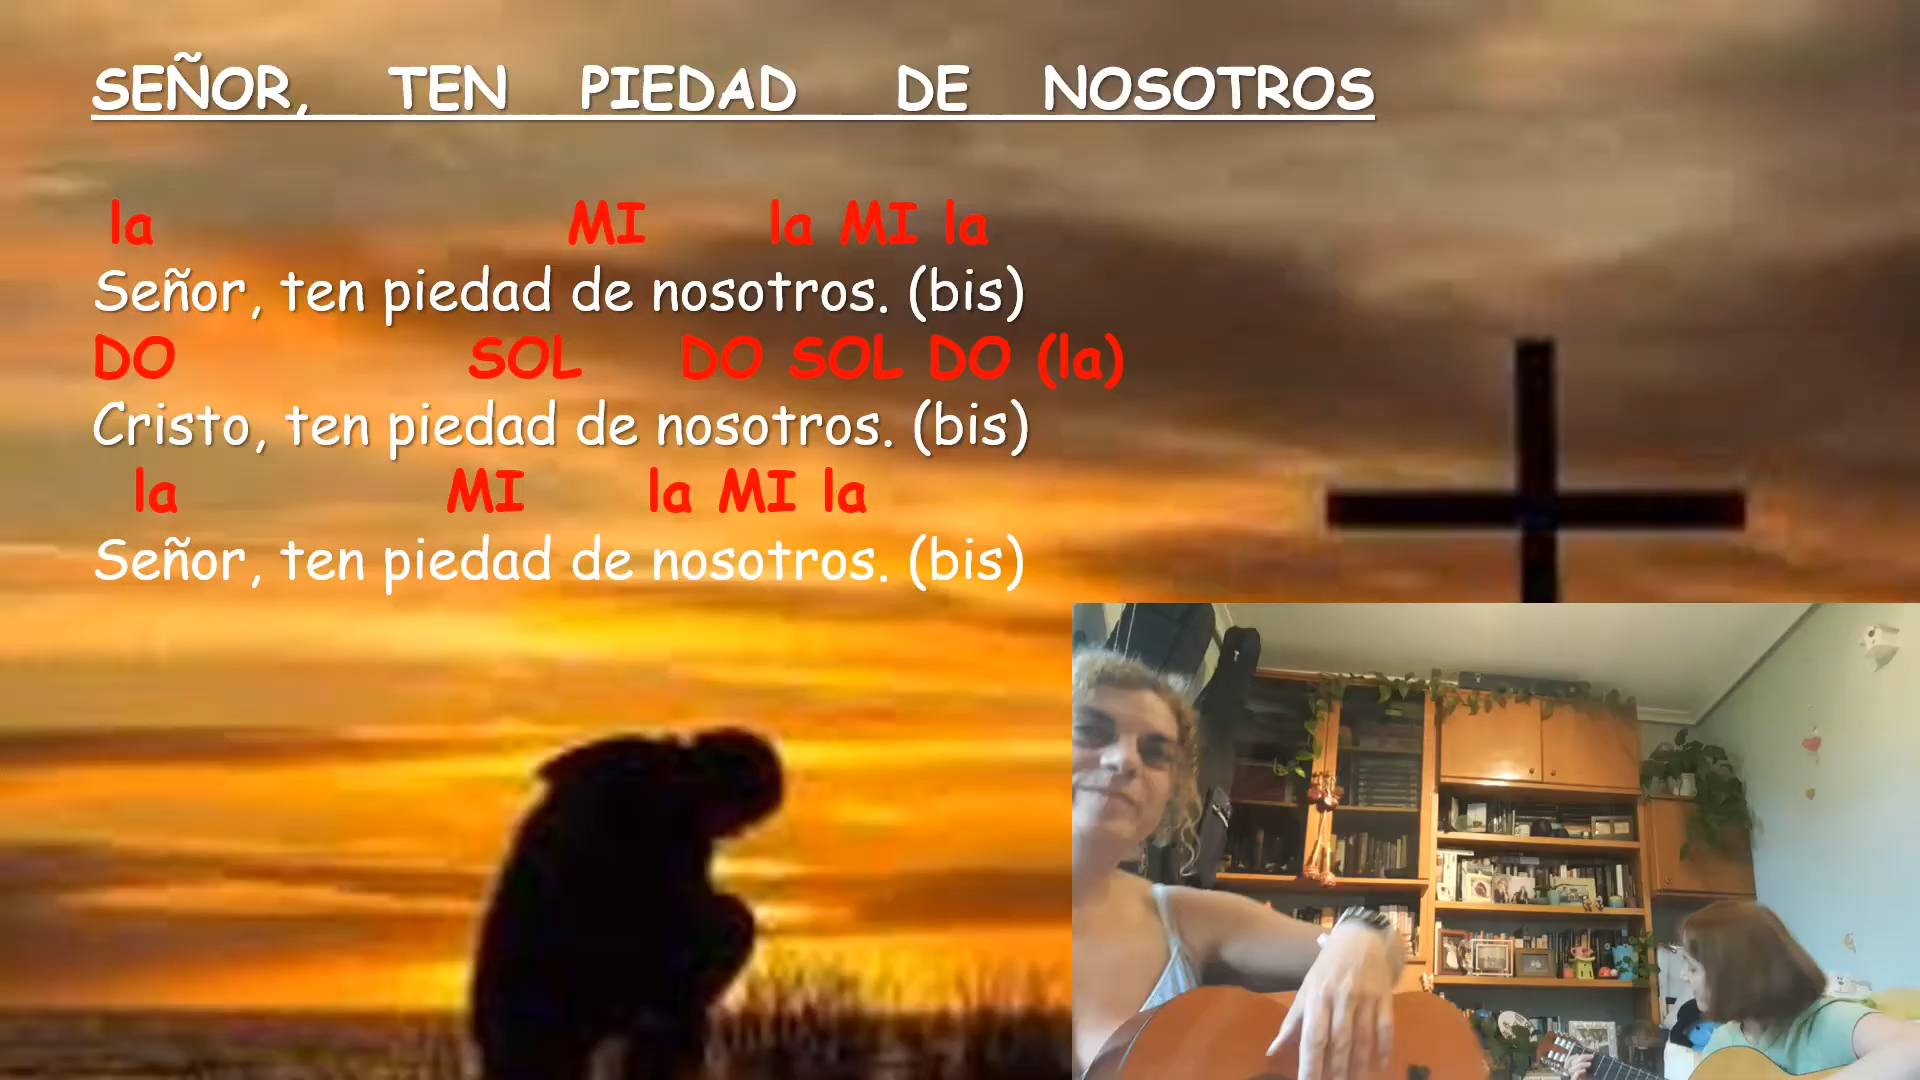 SEÑOR, TEN PIEDAD DE NOSOTROS
la MI la MI la
Señor, ten piedad de nosotros. (bis)
DO SOL DO SOL DO (la)
Cristo, ten piedad de nosotros. (bis)
la MI la MI la
Señor, ten piedad de nosotros. (bis)